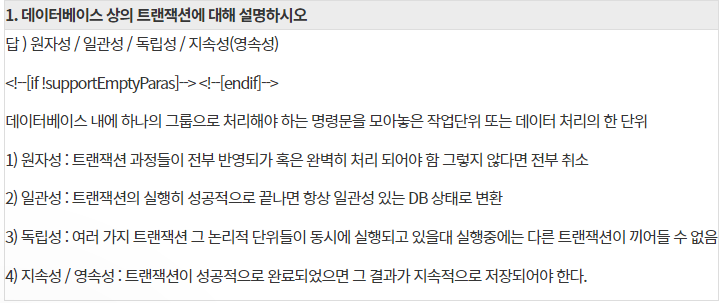 1. 데이터베이스 상의 트랜잭션에 대해 설명하시오
답 ) 원자성 / 일관성 / 독립성 / 지속성(영속성)
<!--[if !supportEmptyParas]--> <!--[endif]-->
데이터베이스 내에 하나의 그룹으로 처리해야 하는 명령문을 모아놓은 작업단위 또는 데이터 처리의 한 단위
1) 원자성 : 트랜잭션 과정들이 전부 반영되가 혹은 완벽히 처리 되어야 함 그렇지 않다면 전부 취소
2) 일관성 : 트랜잭션의 실행히 성공적으로 끝나면 항상 일관성 있는 DB 상태로 변환
3) 독립성 : 여러 가지 트랜잭션 그 논리적 단위들이 동시에 실행되고 있을대 실행중에는 다른 트랜잭션이 끼어들 수 없음
4) 지속성 / 영속성 : 트랜잭션이 성공적으로 완료되었으면 그 결과가 지속적으로 저장되어야 한다.